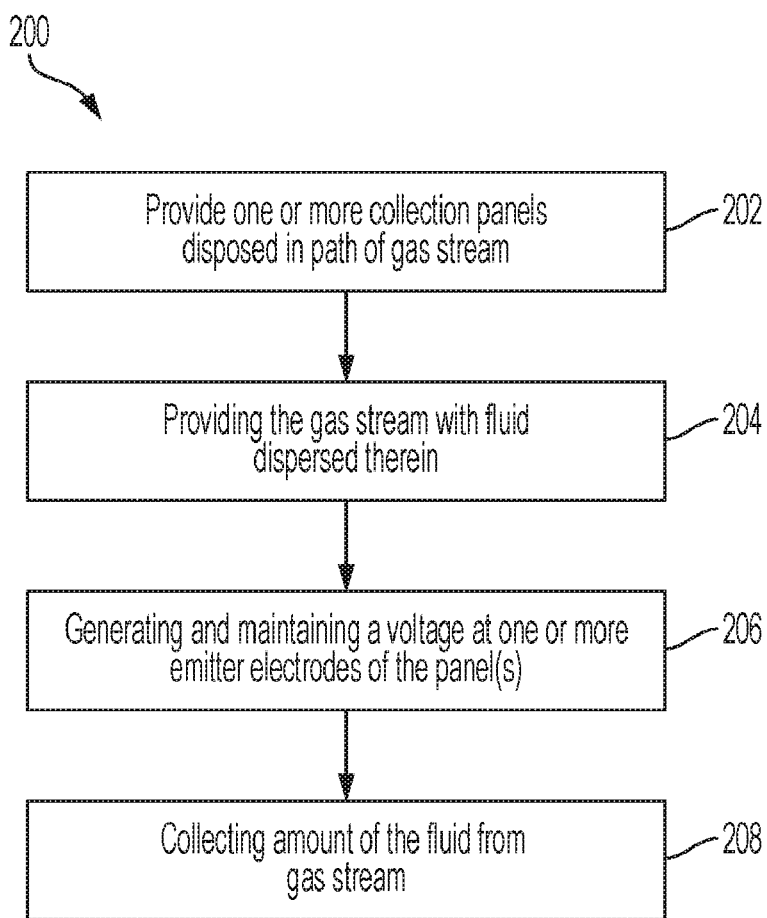 200
Provide one or more collection panels
disposed in path of gas stream
202
Providing the gas stream with fluid
dispersed therein
204
Generating and maintaining a voltage at one or more
emitter electrodes of the panel(s)
206
Collecting amount of the fluid from
gas stream
208